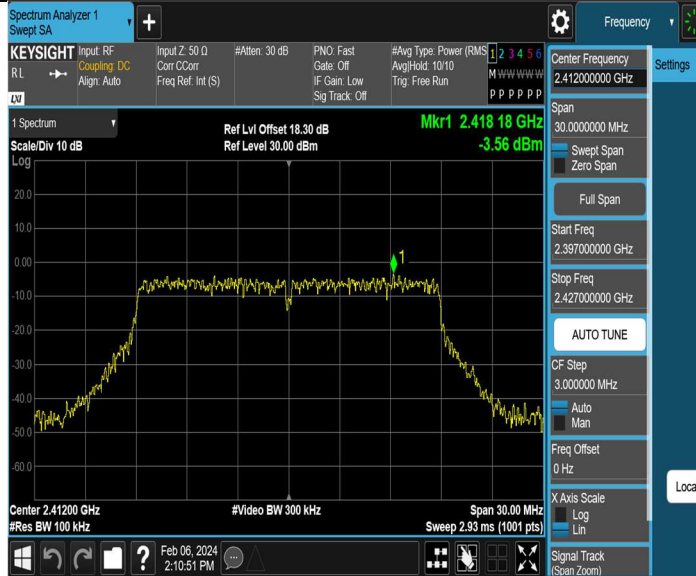 Spectrum Analyzer 1
Swept SA
Frequency
KEYSIGHT
R L
LXI
Input: RF
Coupling: DC
Align: Auto
Input Z: 50 Ω
Corr CCorr
Freq Ref: Int (S)
#Atten: 30 dB
PNO: Fast
Gate: Off
IF Gain: Low
Sig Track: Off
#Avg Type: Power (RMS
Avg|Hold: 10/10
Trig: Free Run
1 2 3 4 5 6
M W W W W W
P P P P P P
1 Spectrum
Scale/Div 10 dB
Log
Ref Lvl Offset 18.30 dB
Ref Level 30.00 dBm
Mkr1 2.418 18 GHz
-3.56 dBm
20.0
10.0
0.00
-10.0
-20.0
-30.0
-40.0
-50.0
-60.0
1
Center 2.41200 GHz
#Res BW 100 kHz
#Video BW 300 kHz
Span 30.00 MHz
Sweep 2.93 ms (1001 pts)
Feb 06, 2024
2:10:51 PM
?
Center Frequency
2.412000000 GHz
Span
30.0000000 MHz
Swept Span
Zero Span
Full Span
Start Freq
2.397000000 GHz
Stop Freq
2.427000000 GHz
AUTO TUNE
CF Step
3.000000 MHz
Auto
Man
Freq Offset
0 Hz
X Axis Scale
Log
Lin
Signal Track
(Span Zoom)
Settings
Loca